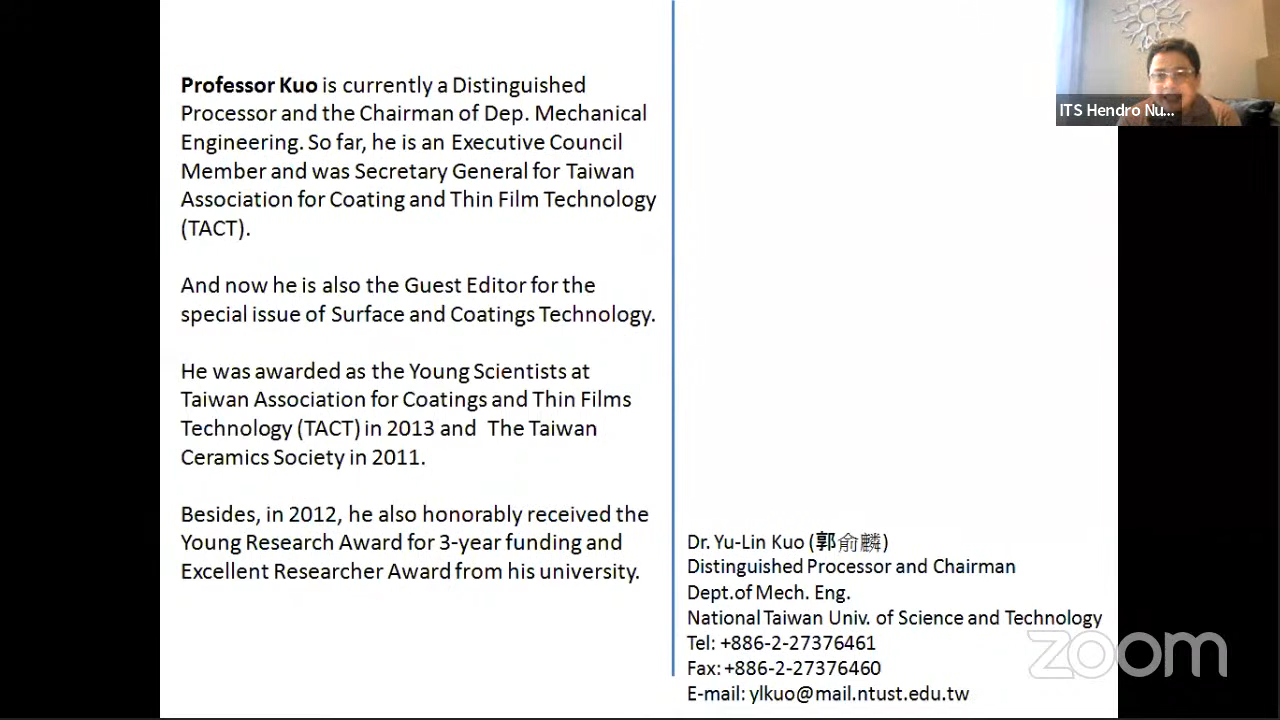 Professor Kuo is currently a Distinguished
Processor and the Chairman of Dep. Mechanical
Engineering. So far, he is an Executive Council
Member and was Secretary General for Taiwan
Association for Coating and Thin Film Technology
(TACT).
And now he is also the Guest Editor for the
special issue of Surface and Coatings Technology.
He was awarded as the Young Scientists at
Taiwan Association for Coatings and Thin Films
Technology (TACT) in 2013 and The Taiwan
Ceramics Society in 2011.
Besides, in 2012, he also honorably received the
Young Research Award for 3-year funding and
Excellent Researcher Award from his university.
Dr. Yu-Lin Kuo (郭俞麟)
Distinguished Processor and Chairman
Dept.of Mech. Eng.
National Taiwan Univ. of Science and Technology
Tel: +886-2-27376461
Fax: +886-2-27376460
E-mail: ylkuo@mail.ntust.edu.tw
ITS Hendro Nu...
zoom